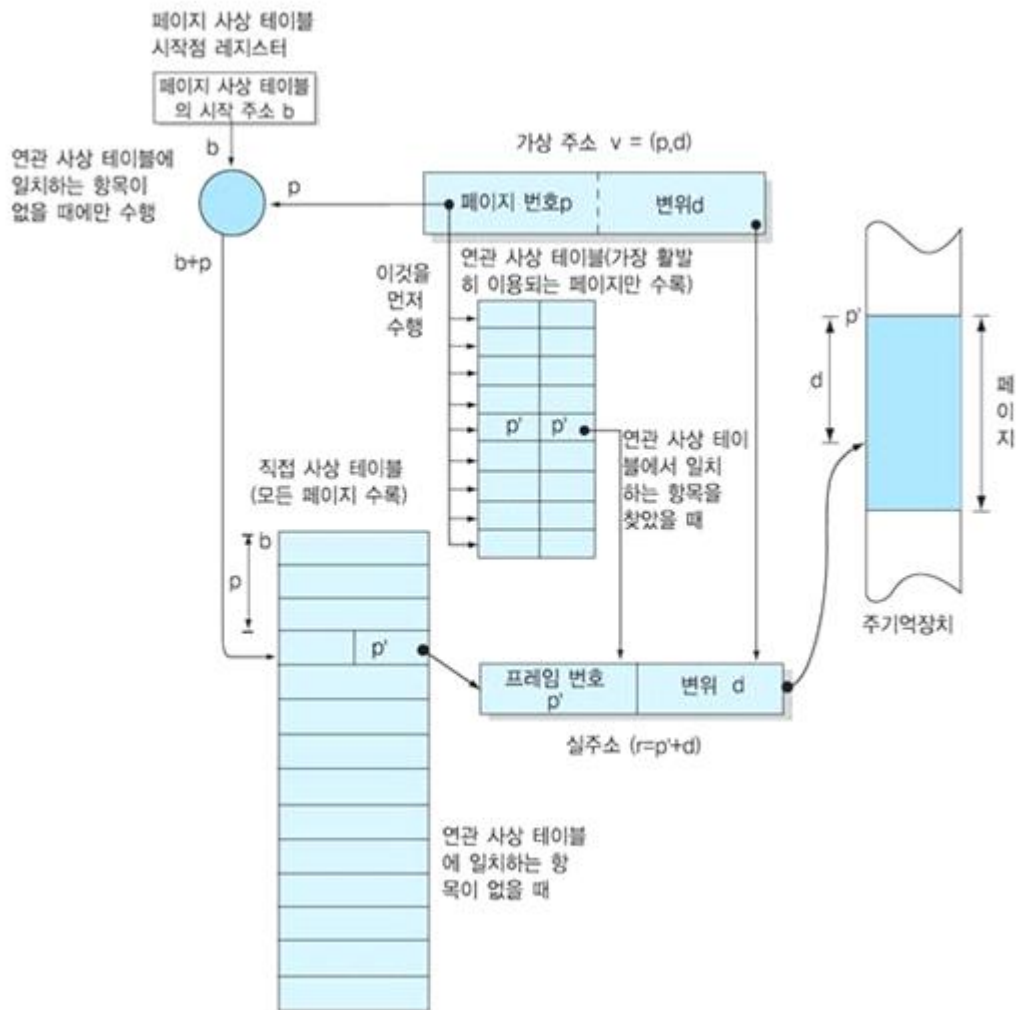 페이지 사상 테이블
시작점 레지스터
페이지 사상 테이블
의 시작 주소 b
b
연관 사상 테이블에
일치하는 항목이
없을 때에만 수행
p
b+p
가상 주소 v = (p,d)
페이지 번호p
변위d
이것을
먼저
수행
연관 사상 테이블(가장 활발
히 이용되는 페이지만 수록)
p'
p'
연관 사상 테이
블에서 일치
하는 항목을
찾았을 때
p'
d
페
이
지
주기억장치
직접 사상 테이블
(모든 페이지 수록)
b
p
p'
프레임 번호
p'
변위 d
실주소 (r=p'+d)
연관 사상 테이블
에 일치하는 항
목이 없을 때